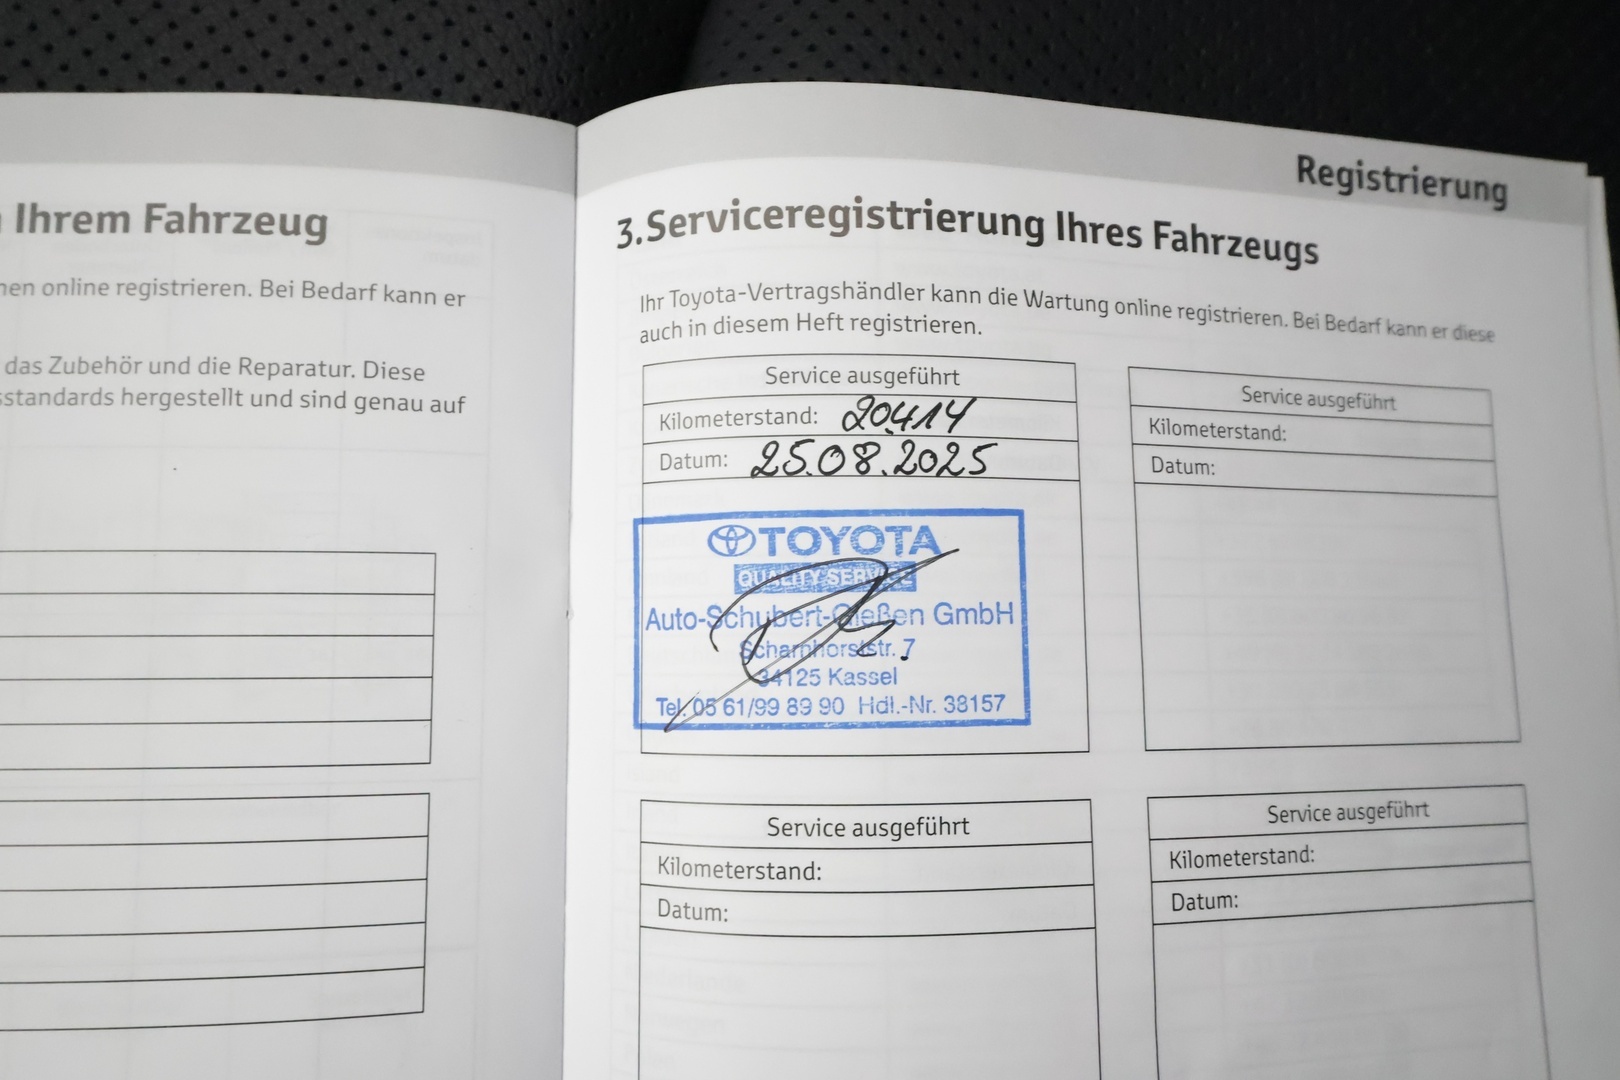 Ihrem Fahrzeug
online registrieren. Bei Bedarf kann er
das Zubehör und die Reparatur. Diese
hergestellt und sind genau auf
Registrierung
3. Serviceregistrierung Ihres Fahrzeugs
Ihr Toyota-Vertragshändler kann die Wartung online registrieren. Bei Bedarf kann er diese
auch in diesem Heft registrieren.
Service ausgeführt
Kilometerstand: 20.414
Datum: 25.08.2025
TOYOTA
QUALITY SERVICE
Auto-Schubert-Gießen GmbH
Scharnhorststr. 7
34125 Kassel
Tel. 05 61/99 89 90 Hdl.-Nr. 38157
Service ausgeführt
Kilometerstand:
Datum:
Service ausgeführt
Kilometerstand:
Datum:
Service ausgeführt
Kilometerstand:
Datum: